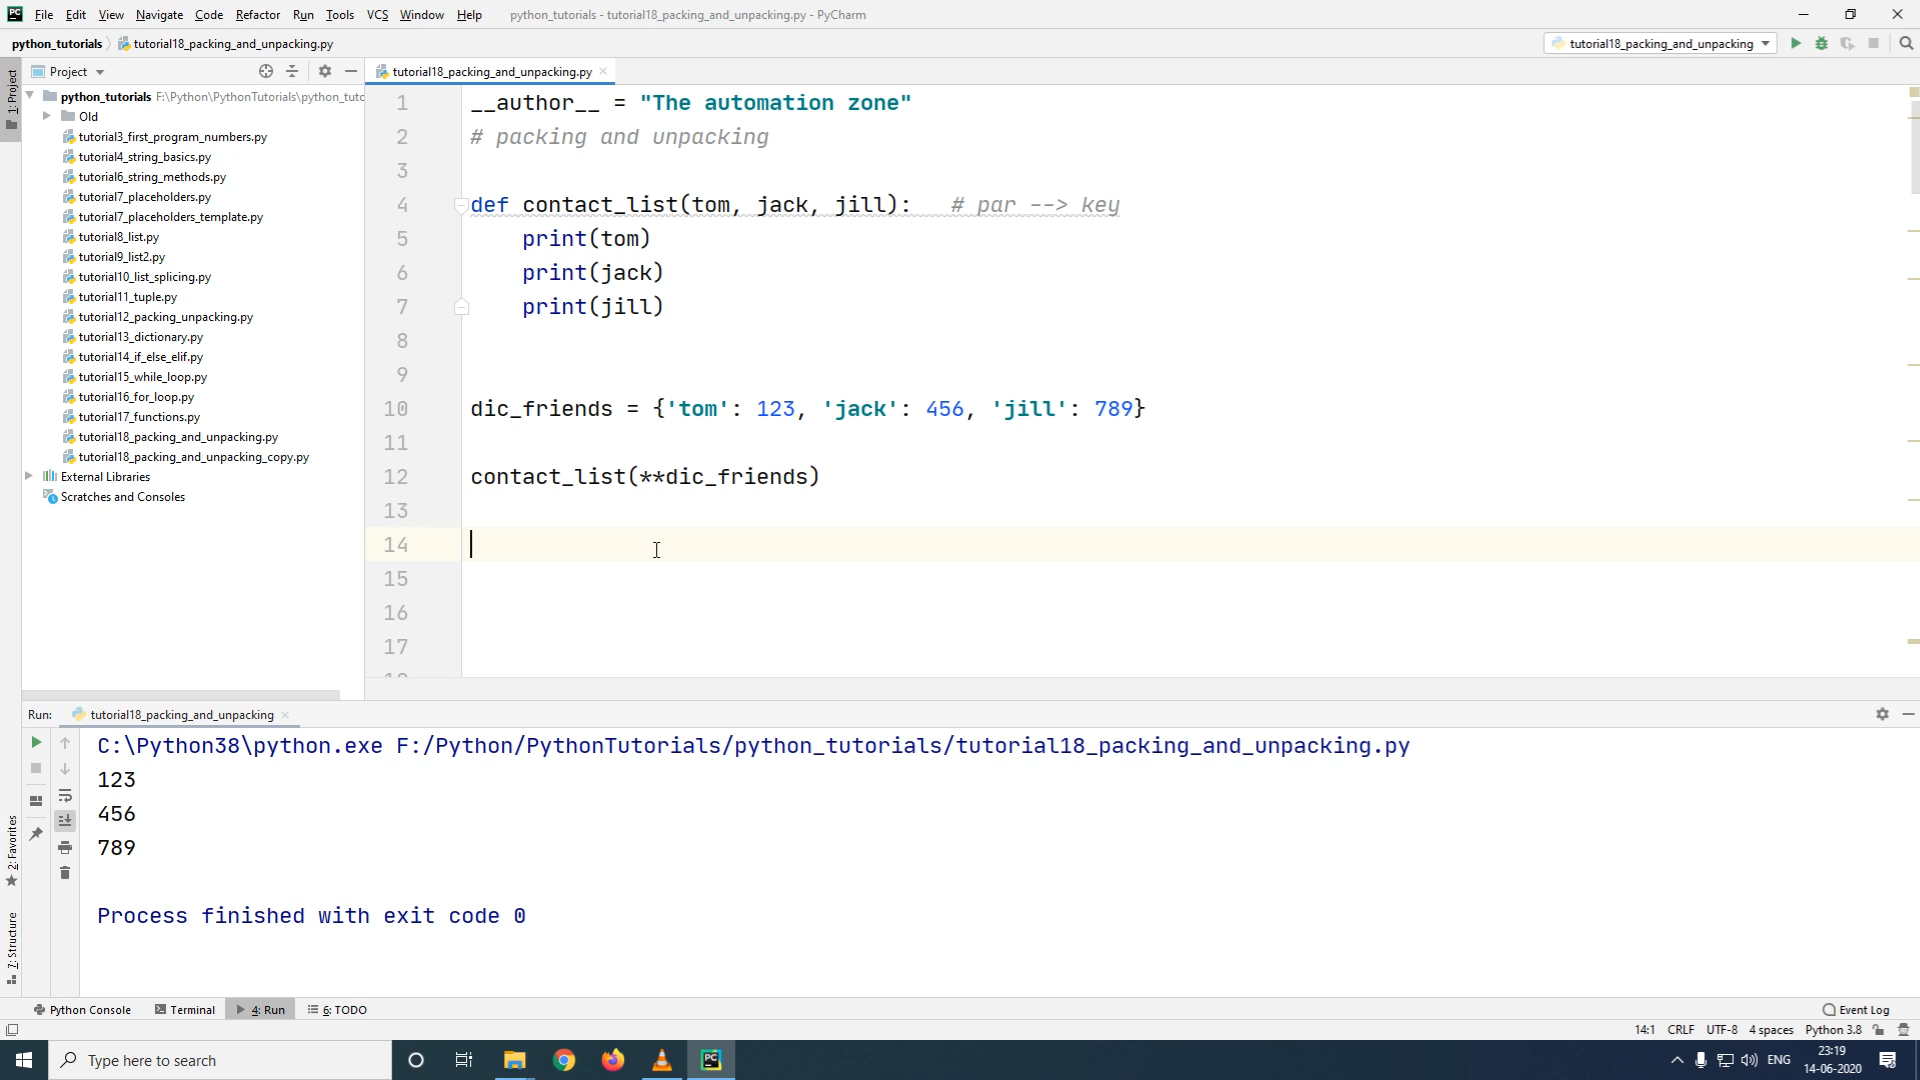 PC File Edit View Navigate Code Refactor Run Tools VCS Window Help python_tutorials - tutorial18_packing_and_unpacking.py - PyCharm
python_tutorials tutorial18_packing_and_unpacking.py tutorial18_packing_and_unpacking
1: Project
Project tutorial18_packing_and_unpacking.py
python_tutorials F:\Python\PythonTutorials\python_tuto
Old
tutorial3_first_program_numbers.py
tutorial4_string_basics.py
tutorial6_string_methods.py
tutorial7_placeholders.py
tutorial7_placeholders_template.py
tutorial8_list.py
tutorial9_list2.py
tutorial10_list_splicing.py
tutorial11_tuple.py
tutorial12_packing_unpacking.py
tutorial13_dictionary.py
tutorial14_if_else_elif.py
tutorial15_while_loop.py
tutorial16_for_loop.py
tutorial17_functions.py
tutorial18_packing_and_unpacking.py
tutorial18_packing_and_unpacking_copy.py
External Libraries
Scratches and Consoles
1 __author__ = "The automation zone"
2 # packing and unpacking
3
4 def contact_list(tom, jack, jill): # par --> key
5 print(tom)
6 print(jack)
7 print(jill)
8
9
10 dic_friends = {'tom': 123, 'jack': 456, 'jill': 789}
11
12 contact_list(**dic_friends)
13
14
15
16
17
Run: tutorial18_packing_and_unpacking
C:\Python38\python.exe F:/Python/PythonTutorials/python_tutorials/tutorial18_packing_and_unpacking.py
123
456
789
Process finished with exit code 0
2: Favorites
7: Structure
Python Console Terminal 4: Run 6: TODO Event Log
14:1 CRLF UTF-8 4 spaces Python 3.8
Type here to search PC ENG 23:19
14-06-2020